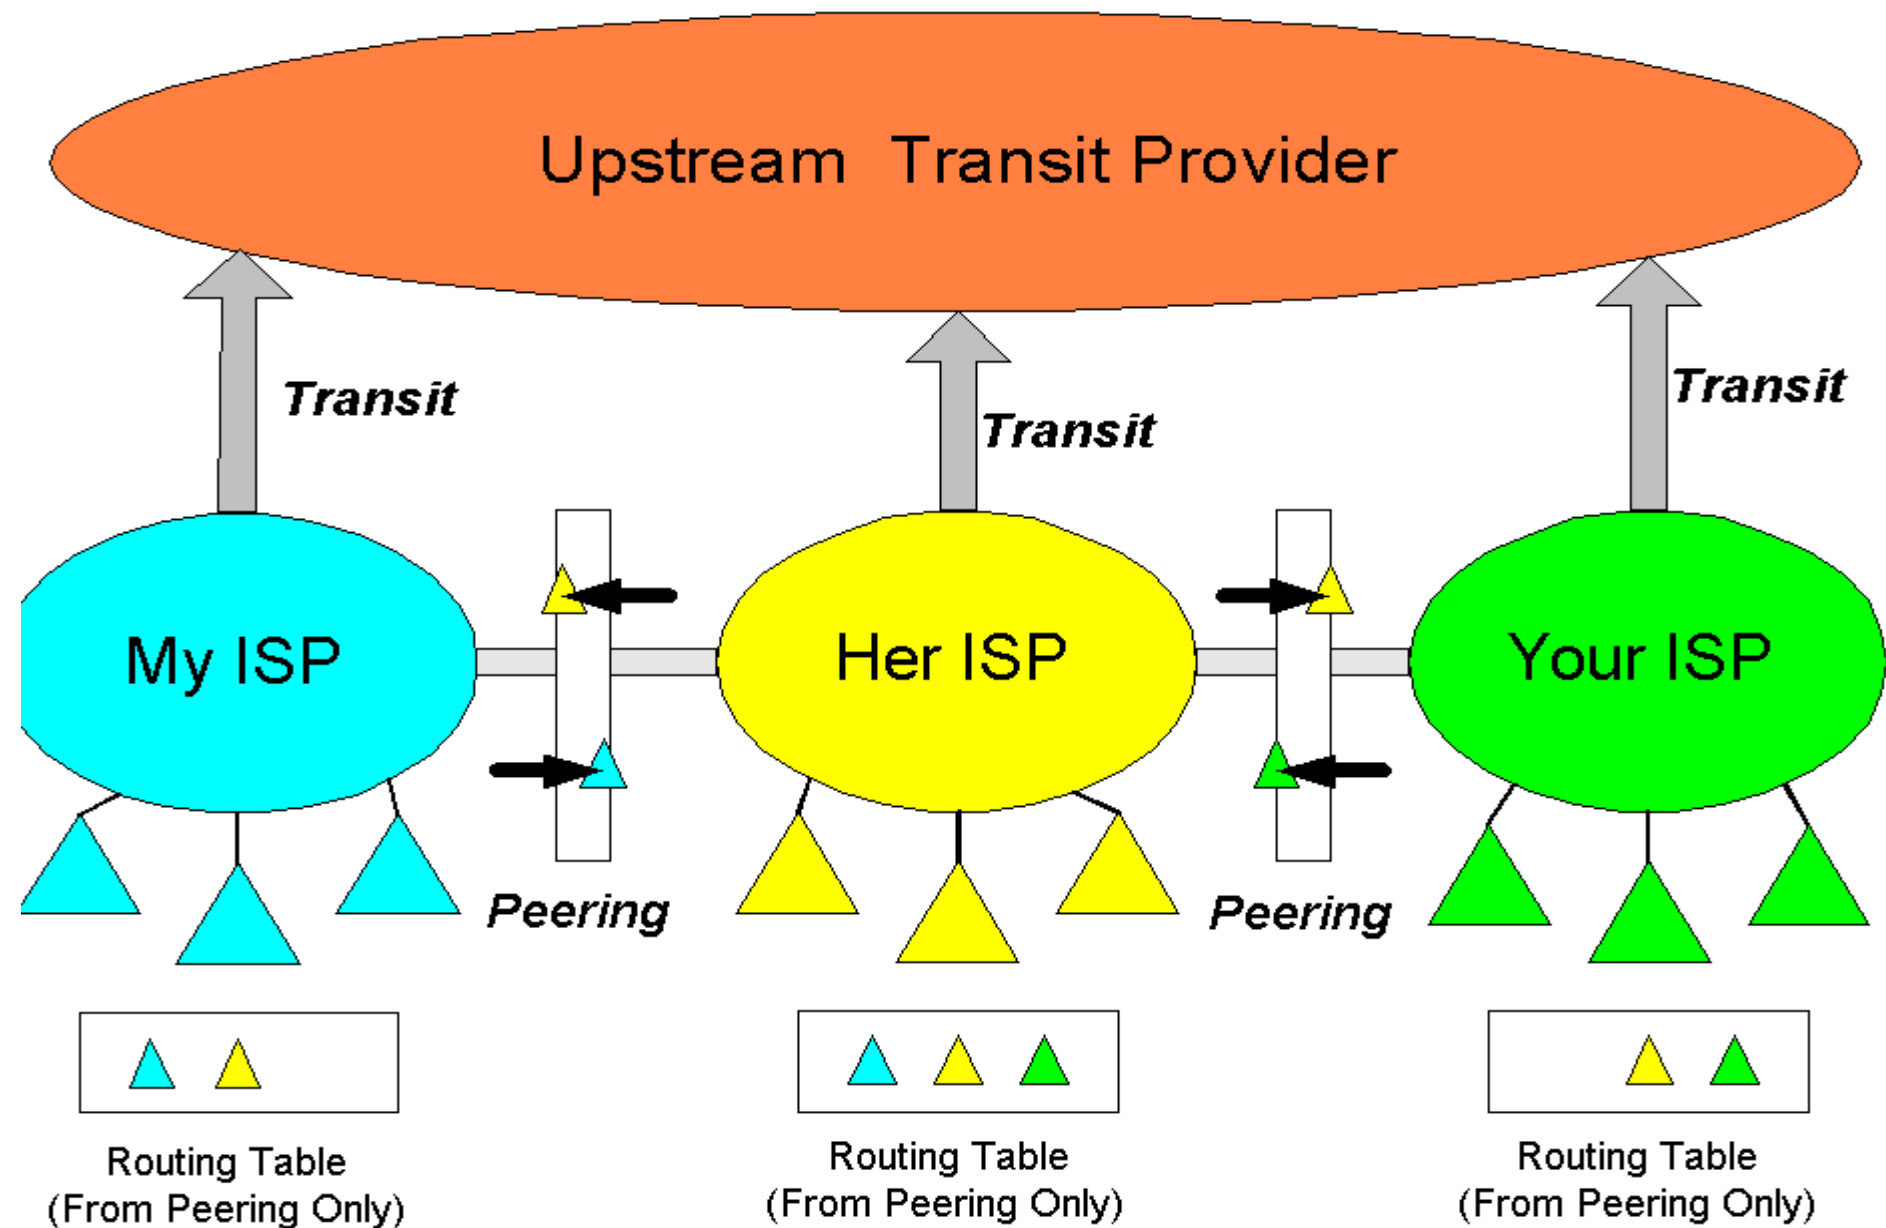 Upstream Transit Provider
Transit
Transit
Transit
My ISP
Her ISP
Your ISP
Peering
Peering
Routing Table
(From Peering Only)
Routing Table
(From Peering Only)
Routing Table
(From Peering Only)